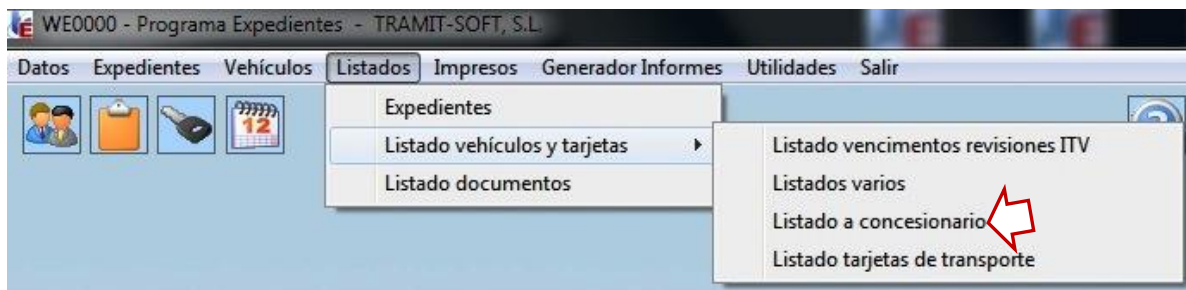 WE0000 - Programa Expedientes - TRAMIT-SOFT, S.L.
Datos Expedientes Vehículos Listados Impresos Generador Informes Utilidades Salir
12
Expedientes
Listado vehículos y tarjetas
Listado documentos
Listado vencimentos revisiones ITV
Listados varios
Listado a concesionario
Listado tarjetas de transporte